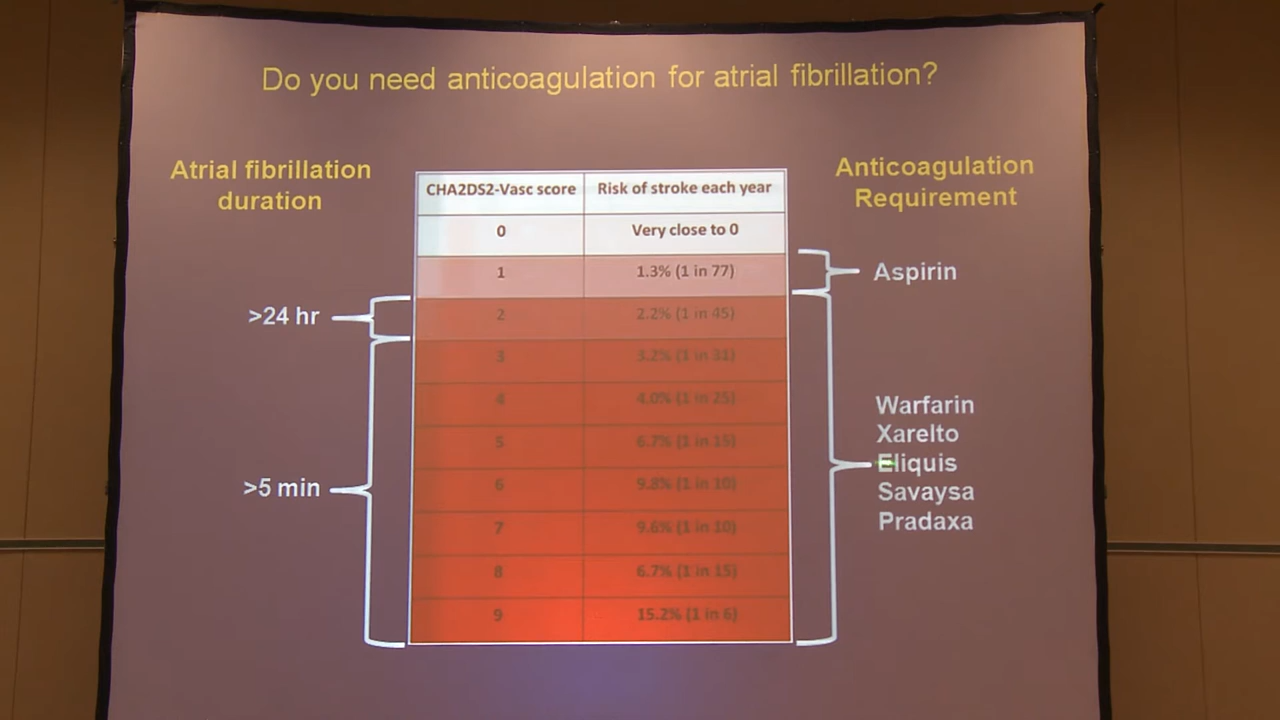 Do you need anticoagulation for atrial fibrillation?
Atrial fibrillation
duration
Anticoagulation
Requirement
CHA2DS2-Vasc score Risk of stroke each year
0 Very close to 0
1 1.3% (1 in 77)
2 2.2% (1 in 45)
3 3.2% (1 in 31)
4 4.0% (1 in 25)
5 6.7% (1 in 15)
6 9.8% (1 in 10)
7 9.6% (1 in 10)
8 6.7% (1 in 15)
9 15.2% (1 in 6)
>24 hr
>5 min
Aspirin
Warfarin
Xarelto
Eliquis
Savaysa
Pradaxa